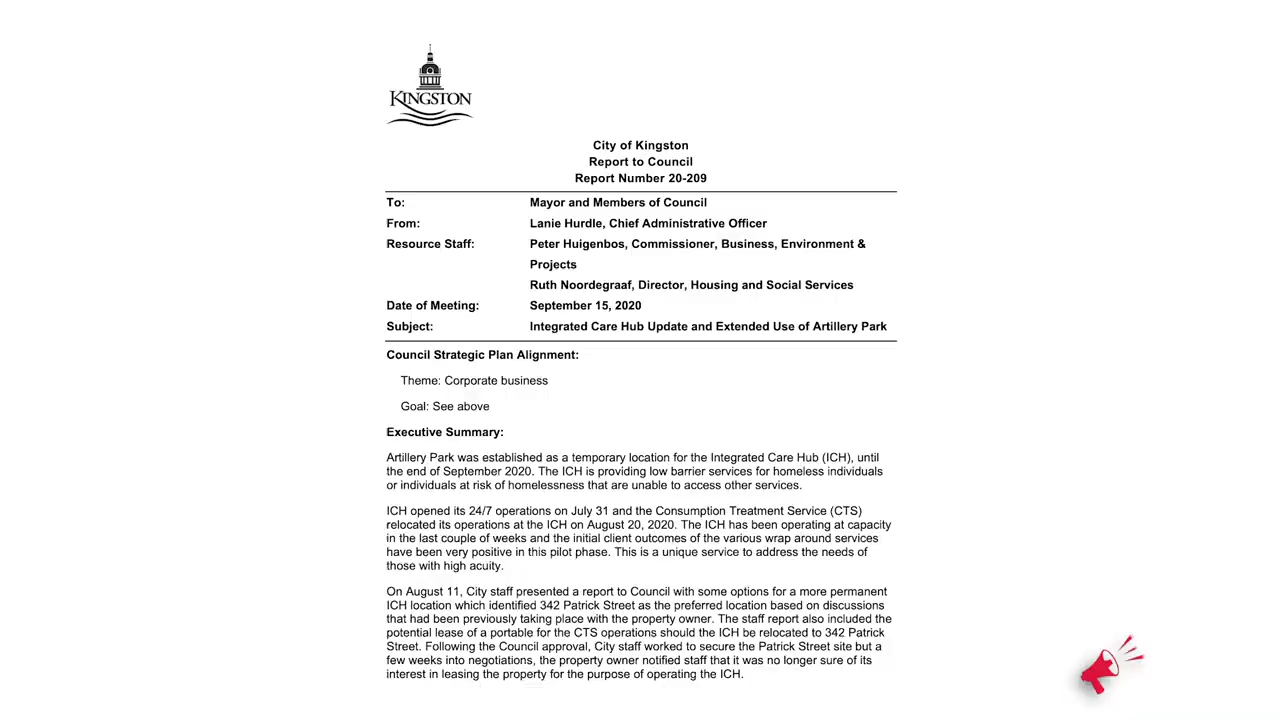 KINGSTON
City of Kingston
Report to Council
Report Number 20-209
To: Mayor and Members of Council
From: Lanie Hurdle, Chief Administrative Officer
Resource Staff: Peter Huigenbos, Commissioner, Business, Environment &
Projects
Ruth Noordegraaf, Director, Housing and Social Services
Date of Meeting: September 15, 2020
Subject: Integrated Care Hub Update and Extended Use of Artillery Park
Council Strategic Plan Alignment:
Theme: Corporate business
Goal: See above
Executive Summary:
Artillery Park was established as a temporary location for the Integrated Care Hub (ICH), until
the end of September 2020. The ICH is providing low barrier services for homeless individuals
or individuals at risk of homelessness that are unable to access other services.
ICH opened its 24/7 operations on July 31 and the Consumption Treatment Service (CTS)
relocated its operations at the ICH on August 20, 2020. The ICH has been operating at capacity
in the last couple of weeks and the initial client outcomes of the various wrap around services
have been very positive in this pilot phase. This is a unique service to address the needs of
those with high acuity.
On August 11, City staff presented a report to Council with some options for a more permanent
ICH location which identified 342 Patrick Street as the preferred location based on discussions
that had been previously taking place with the property owner. The staff report also included the
potential lease of a portable for the CTS operations should the ICH be relocated to 342 Patrick
Street. Following the Council approval, City staff worked to secure the Patrick Street site but a
few weeks into negotiations, the property owner notified staff that it was no longer sure of its
interest in leasing the property for the purpose of operating the ICH.